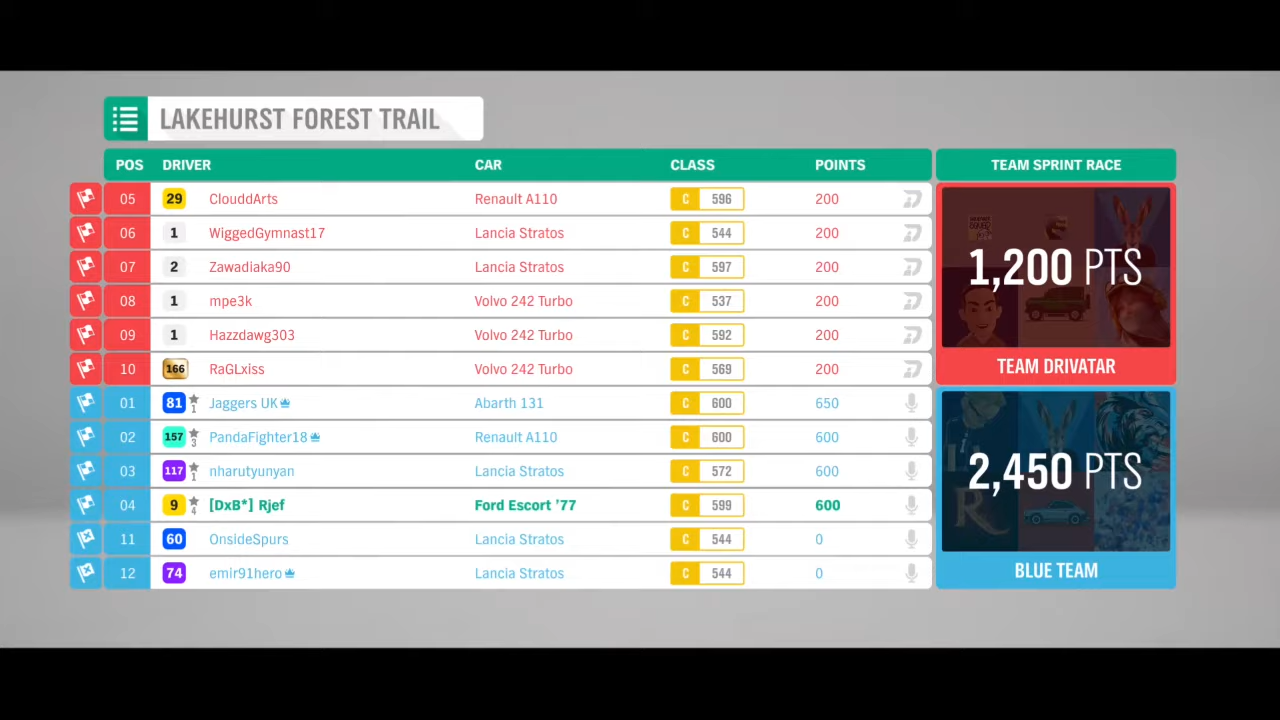 LAKEHURST FOREST TRAIL
POS DRIVER CAR CLASS POINTS TEAM SPRINT RACE
05 29 ClouddArts Renault A110 C 596 200
06 1 WiggedGymnast17 Lancia Stratos C 544 200
07 2 Zawadiaka90 Lancia Stratos C 597 200
08 1 mpe3k Volvo 242 Turbo C 537 200
09 1 Hazzdawg303 Volvo 242 Turbo C 592 200
10 166 RaGLxiss Volvo 242 Turbo C 569 200
1,200 PTS
TEAM DRIVATAR
01 81 1 Jaggers UK Abarth 131 C 600 650
02 157 3 PandaFighter18 Renault A110 C 600 600
03 117 1 nharutyunyan Lancia Stratos C 572 600
04 9 4 [DxB*] Rjef Ford Escort '77 C 599 600
11 60 OnsideSpurs Lancia Stratos C 544 0
12 74 emir91hero Lancia Stratos C 544 0
2,450 PTS
BLUE TEAM